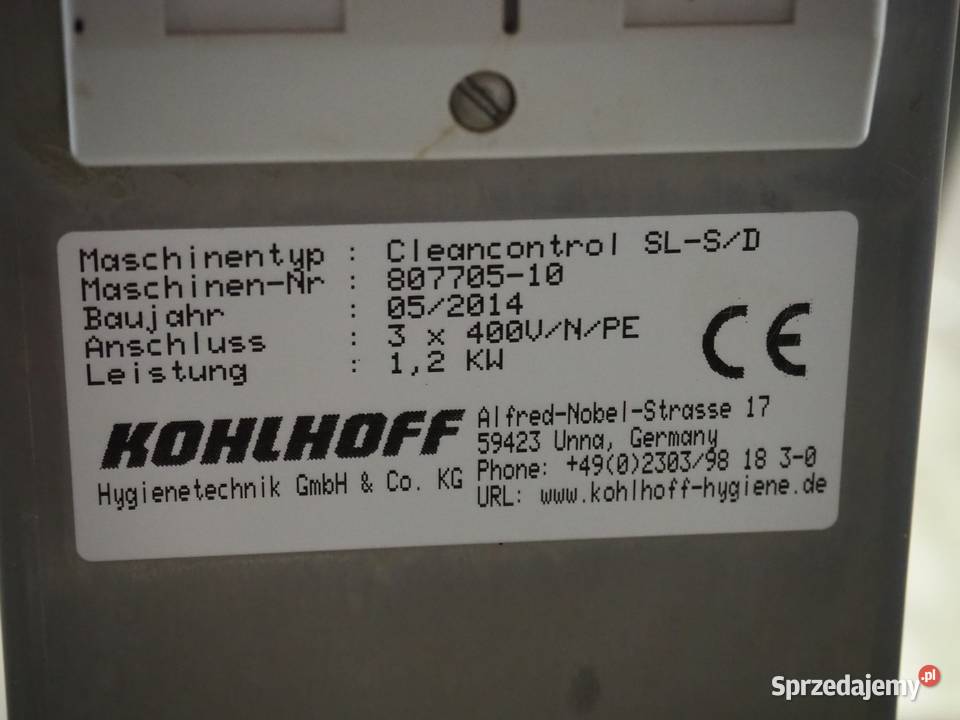 Maschinentyp : Cleancontrol SL-S/D
Maschinen-Nr : 807705-10
Baujahr : 05/2014
Anschluss : 3 x 400V/N/PE
Leistung : 1,2 KW
CE
KOHLHOFF
Hygienetechnik GmbH & Co. KG
Alfred-Nobel-Strasse 17
59423 Unna, Germany
Phone: +49(0)2303/98 18 3-0
URL: www.kohlhoff-hygiene.de
Sprzedajemy.pl